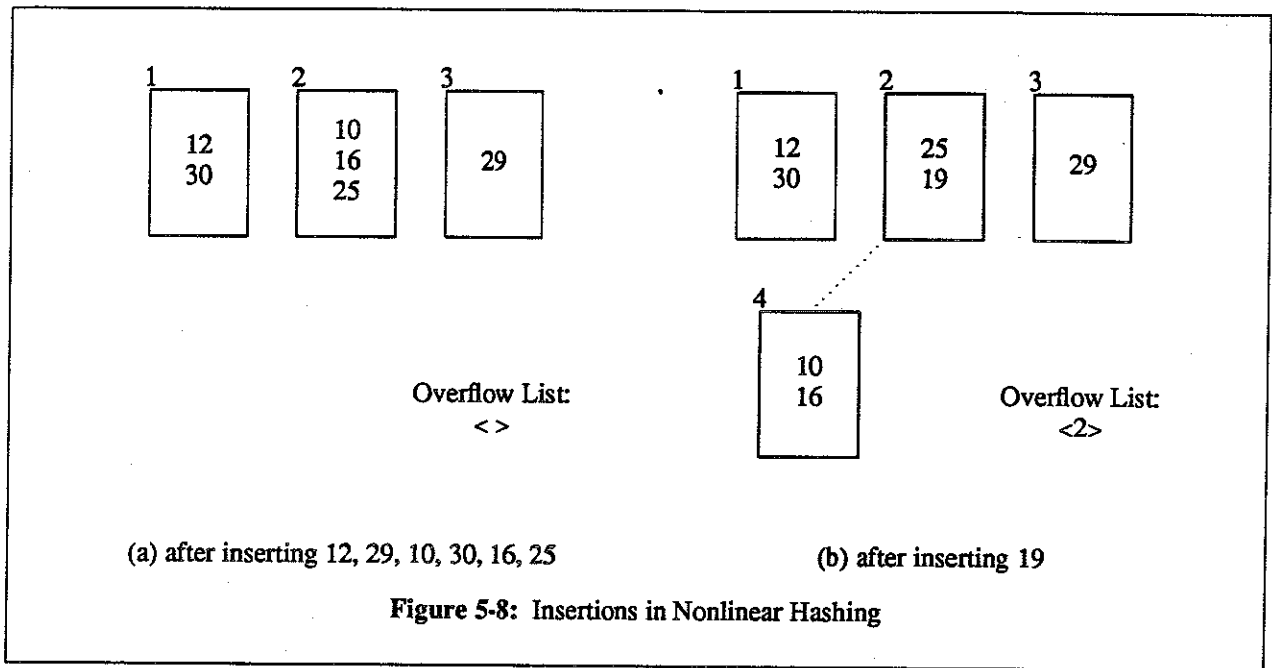 1 2 3
12
30
10
16
25
29
Overflow List:
< >
(a) after inserting 12, 29, 10, 30, 16, 25
1 2 3
12
30
25
19
29
4
10
16
Overflow List:
<2>
(b) after inserting 19
Figure 5-8: Insertions in Nonlinear Hashing